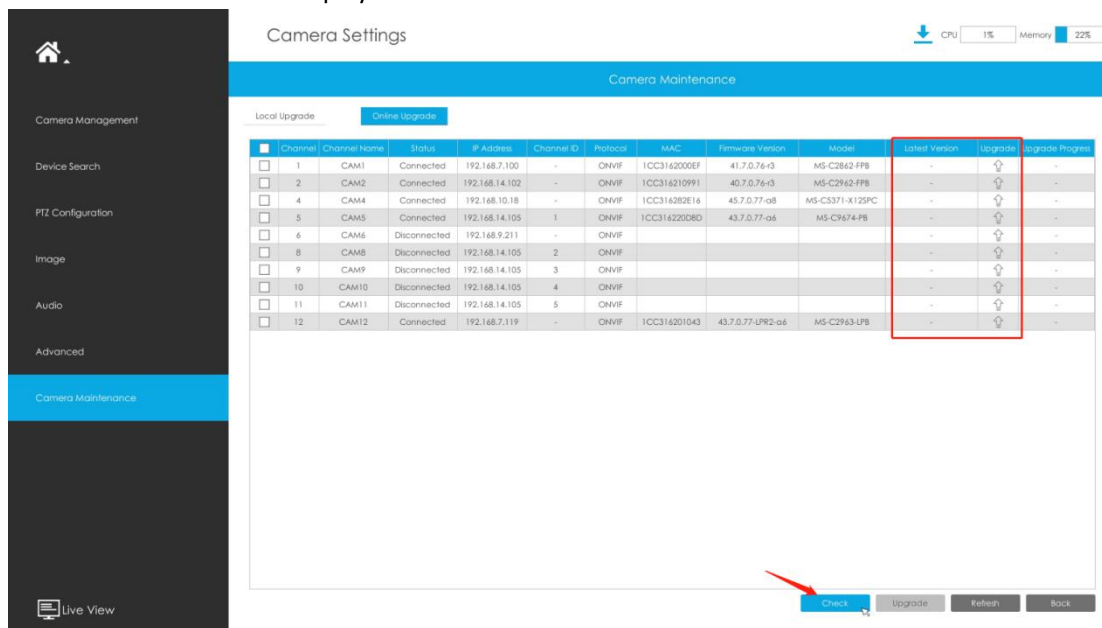 Camera Settings
CPU 1% Memory 22%
Camera Maintenance
Camera Management
Device Search
PTZ Configuration
Image
Audio
Advanced
Camera Maintenance
Live View
Local Upgrade Online Upgrade
Channel Channel Name Status IP Address Channel ID Protocol MAC Firmware Version Model Latest Version Upgrade Upgrade Progress
1 CAM1 Connected 192.168.7.100 - ONVIF 1CC3162000EF 41.7.0.76-r3 MS-C2862-FPB - -
2 CAM2 Connected 192.168.14.102 - ONVIF 1CC316210991 40.7.0.76-r3 MS-C2962-FPB - -
4 CAM4 Connected 192.168.10.18 - ONVIF 1CC316282E16 45.7.0.77-a8 MS-C5371-X12SPC - -
5 CAM5 Connected 192.168.14.105 1 ONVIF 1CC316220D8D 43.7.0.77-a6 MS-C9674-PB - -
6 CAM6 Disconnected 192.168.9.211 - ONVIF - -
8 CAM8 Disconnected 192.168.14.105 2 ONVIF - -
9 CAM9 Disconnected 192.168.14.105 3 ONVIF - -
10 CAM10 Disconnected 192.168.14.105 4 ONVIF - -
11 CAM11 Disconnected 192.168.14.105 5 ONVIF - -
12 CAM12 Connected 192.168.7.119 - ONVIF 1CC316201043 43.7.0.77-LPR2-a6 MS-C2963-LPB - -
Check Upgrade Refresh Back